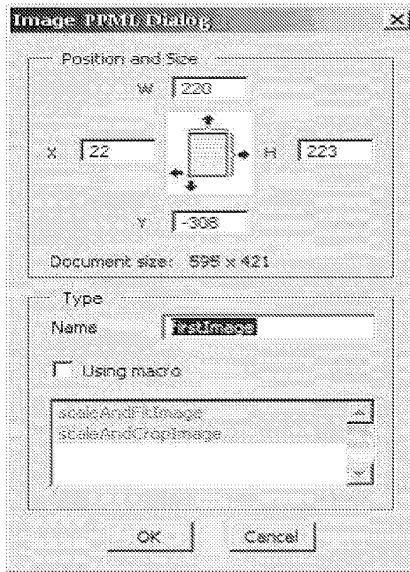 Image PPML Dialog
Position and Size
W 220
X 22 H 223
Y -308
Document size: 595 x 421
Type
Name firstImage
Using macro
scaleAndFitImage
scaleAndCropImage
OK Cancel